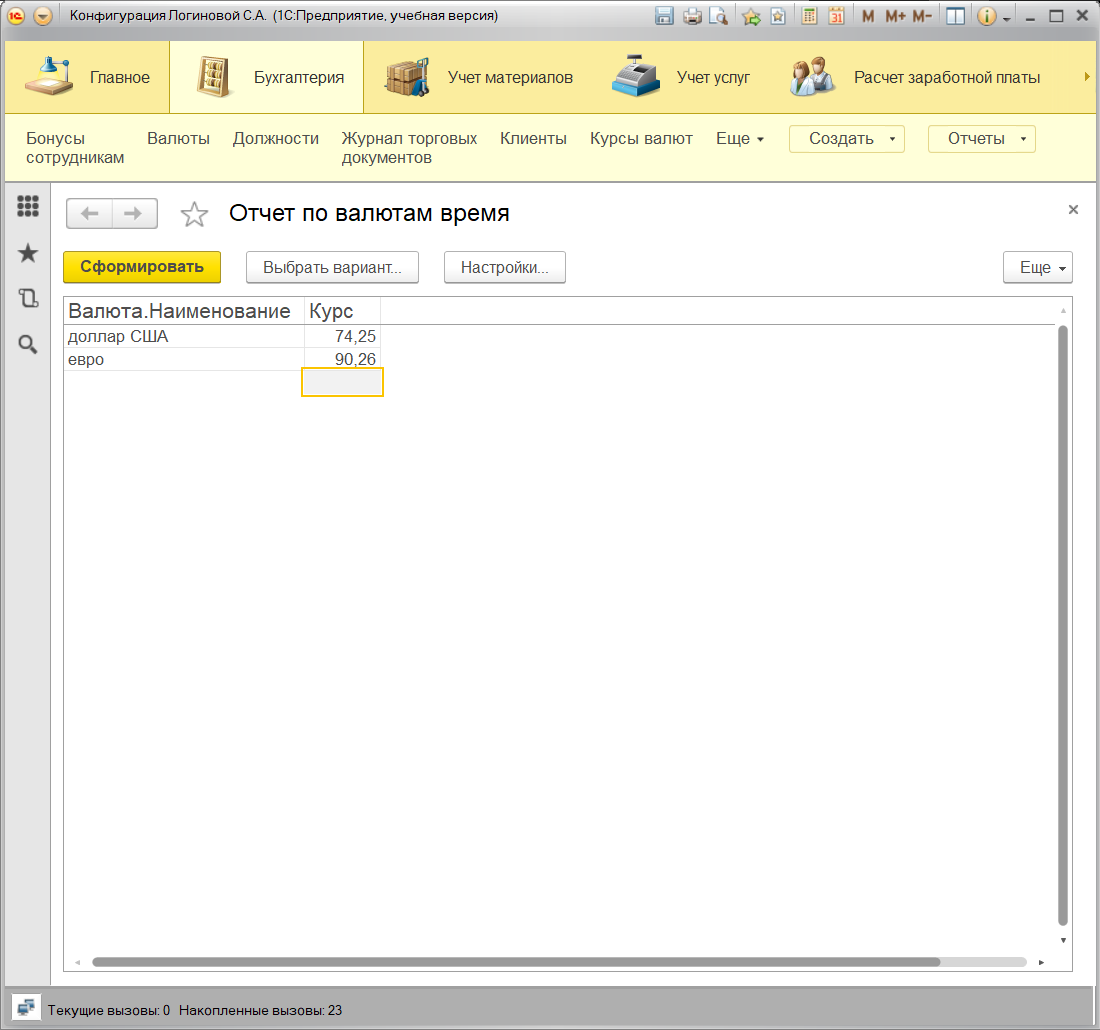 Конфигурация Логиновой С.А. (1С:Предприятие, учебная версия)
M M+ M-
31
Главное Бухгалтерия Учет материалов Учет услуг Расчет заработной платы
Бонусы сотрудникам Валюты Должности Журнал торговых документов Клиенты Курсы валют Еще Создать Отчеты
Отчет по валютам время
Сформировать Выбрать вариант... Настройки... Еще
Валюта.Наименование Курс
доллар США 74,25
евро 90,26
Текущие вызовы: 0 Накопленные вызовы: 23